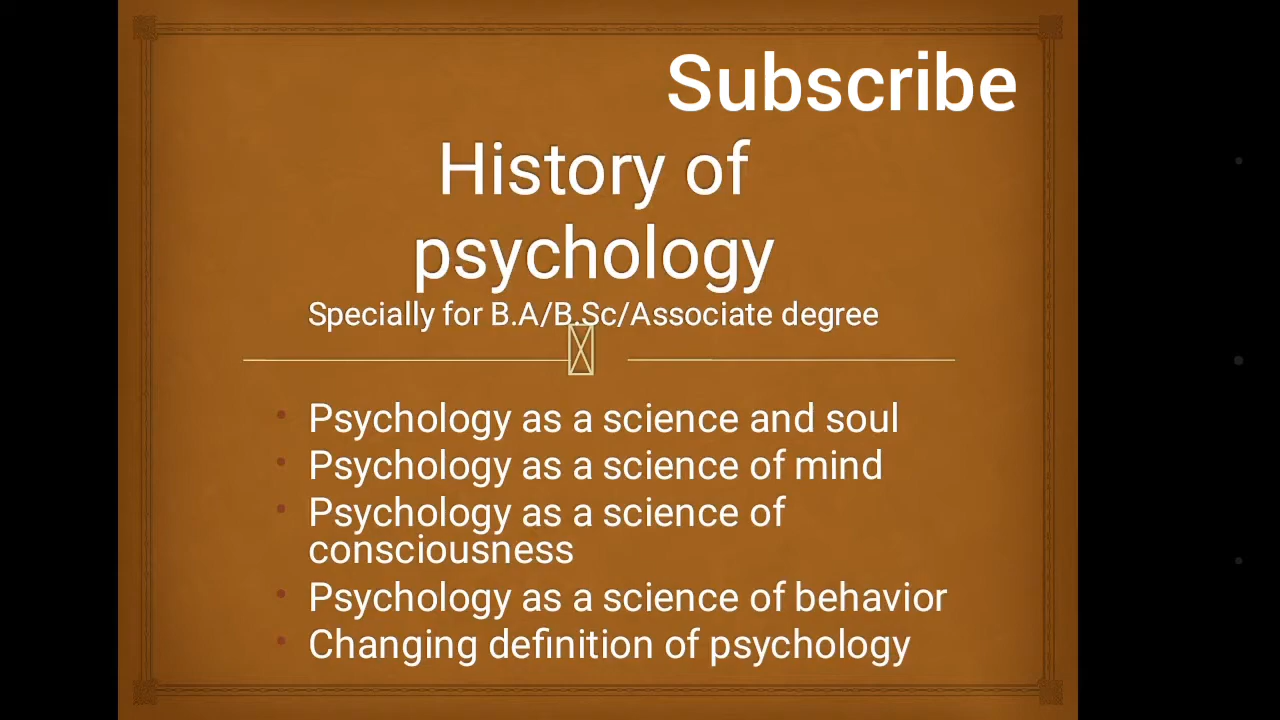 Subscribe
History of
psychology
Specially for B.A/B.Sc/Associate degree
• Psychology as a science and soul
• Psychology as a science of mind
• Psychology as a science of
consciousness
• Psychology as a science of behavior
• Changing definition of psychology